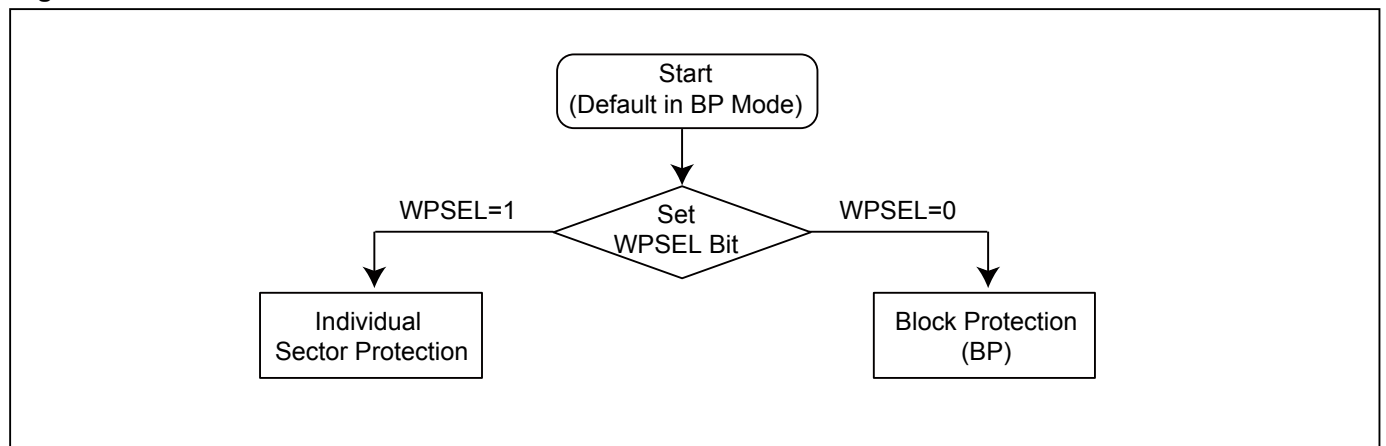 Start
(Default in BP Mode)
WPSEL=1
Set
WPSEL Bit
WPSEL=0
Individual
Sector Protection
Block Protection
(BP)